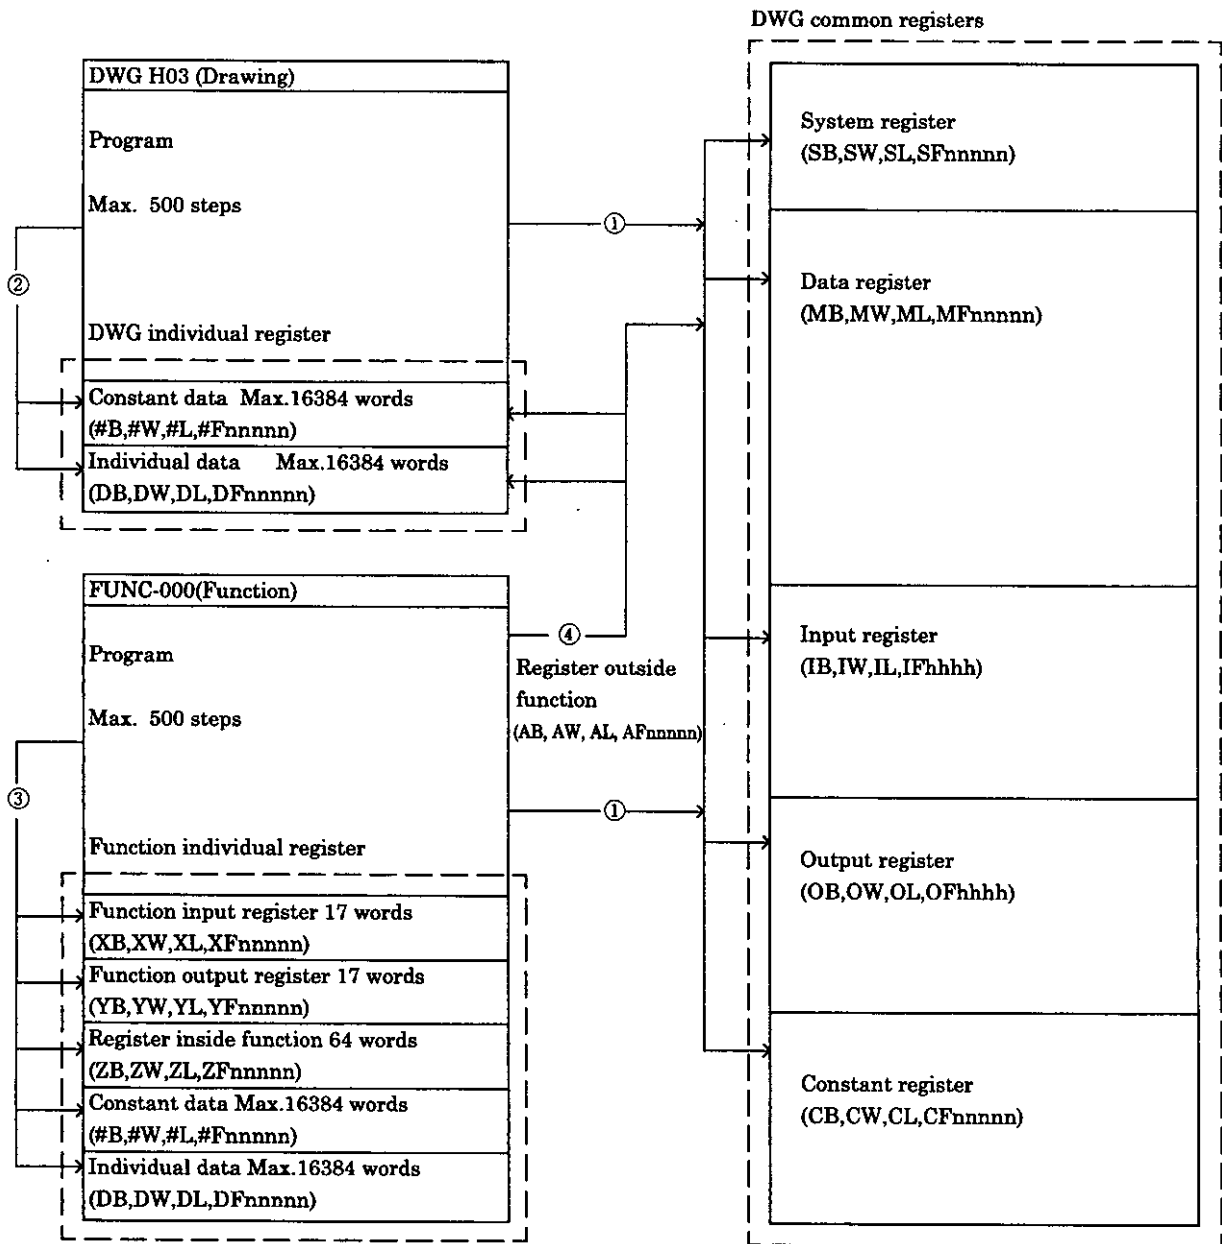 DWG common registers
DWG H03 (Drawing)
Program
Max. 500 steps
①
②
DWG individual register
Constant data Max.16384 words
(#B,#W,#L,#Fnnnnn)
Individual data Max.16384 words
(DB,DW,DL,DFnnnnn)
FUNC-000(Function)
Program
Max. 500 steps
④
Register outside
function
(AB, AW, AL, AFnnnnn)
③
①
Function individual register
Function input register 17 words
(XB,XW,XL,XFnnnnn)
Function output register 17 words
(YB,YW,YL,YFnnnnn)
Register inside function 64 words
(ZB,ZW,ZL,ZFnnnnn)
Constant data Max.16384 words
(#B,#W,#L,#Fnnnnn)
Individual data Max.16384 words
(DB,DW,DL,DFnnnnn)
System register
(SB,SW,SL,SFnnnnn)
Data register
(MB,MW,ML,MFnnnnn)
Input register
(IB,IW,IL,IFhhhh)
Output register
(OB,OW,OL,OFhhhh)
Constant register
(CB,CW,CL,CFnnnnn)